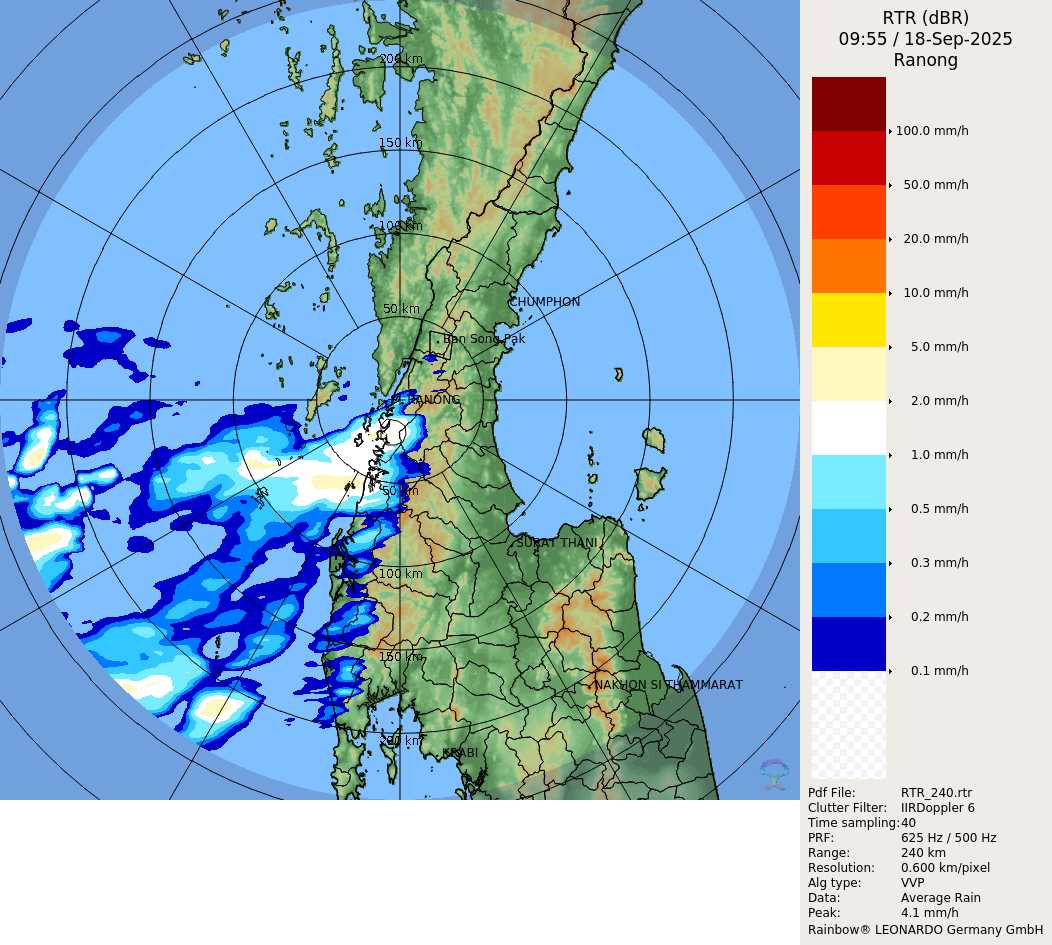 RTR (dBR)
09:55 / 18-Sep-2025
Ranong
200 km
150 km
100 km
50 km
CHUMPHON
Ban Song Pak
RANONG
50 km
SURAT THANI
100 km
150 km
NAKHON SI THAMMARAT
200 km
KRABI
100.0 mm/h
50.0 mm/h
20.0 mm/h
10.0 mm/h
5.0 mm/h
2.0 mm/h
1.0 mm/h
0.5 mm/h
0.3 mm/h
0.2 mm/h
0.1 mm/h
Pdf File: RTR_240.rtr
Clutter Filter: IIRDoppler 6
Time sampling:40
PRF: 625 Hz / 500 Hz
Range: 240 km
Resolution: 0.600 km/pixel
Alg type: VVP
Data: Average Rain
Peak: 4.1 mm/h
Rainbow® LEONARDO Germany GmbH